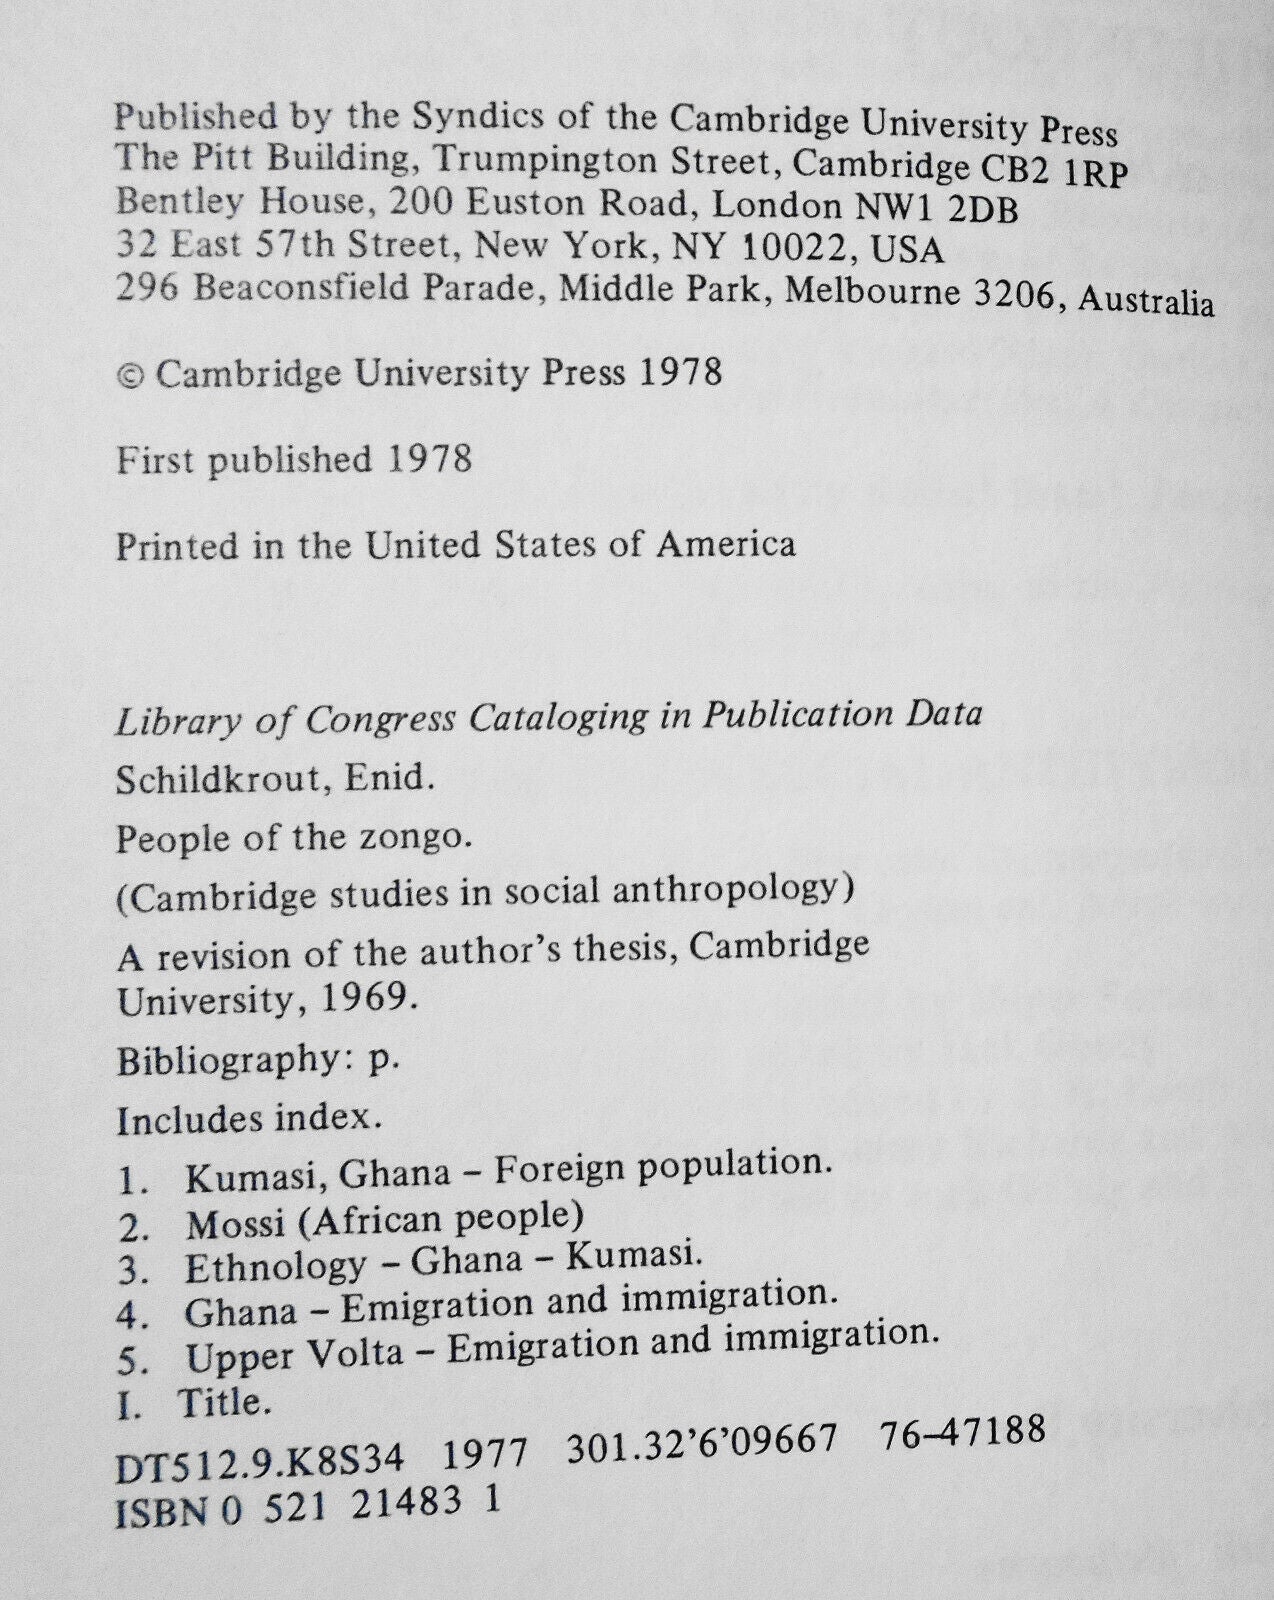 Published by the Syndics of the Cambridge University Press
The Pitt Building, Trumpington Street, Cambridge CB2 1RP
Bentley House, 200 Euston Road, London NW1 2DB
32 East 57th Street, New York, NY 10022, USA
296 Beaconsfield Parade, Middle Park, Melbourne 3206, Australia
© Cambridge University Press 1978
First published 1978
Printed in the United States of America
Library of Congress Cataloging in Publication Data
Schildkrout, Enid.
People of the zongo.
(Cambridge studies in social anthropology)
A revision of the author's thesis, Cambridge
University, 1969.
Bibliography: p.
Includes index.
1. Kumasi, Ghana – Foreign population.
2. Mossi (African people)
3. Ethnology – Ghana – Kumasi.
4. Ghana – Emigration and immigration.
5. Upper Volta – Emigration and immigration.
I. Title.
DT512.9.K8S34 1977 301.32'6'09667 76–47188
ISBN 0 521 21483 1